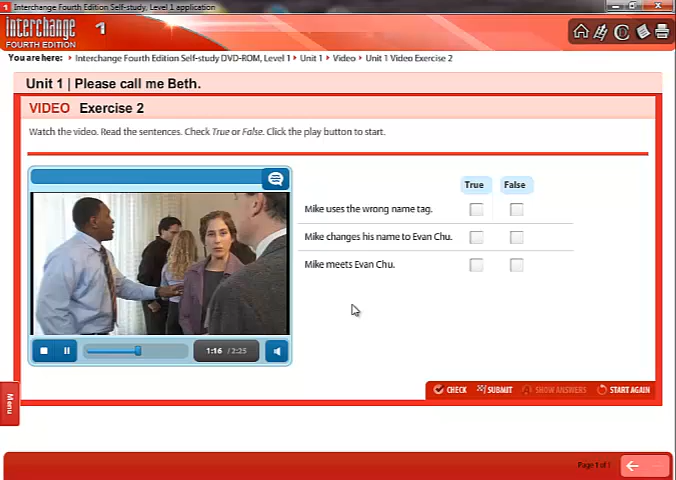 1 Interchange Fourth Edition Self-study, Level 1 application
interchange 1
FOURTH EDITION
You are here: Interchange Fourth Edition Self-study DVD-ROM, Level 1 Unit 1 Video Unit 1 Video Exercise 2
Unit 1 | Please call me Beth.
VIDEO Exercise 2
Watch the video. Read the sentences. Check True or False. Click the play button to start.
True False
Mike uses the wrong name tag.
Mike changes his name to Evan Chu.
Mike meets Evan Chu.
1:16 / 2:25
Menu
CHECK SUBMIT SHOW ANSWERS START AGAIN
Page 1 of 1